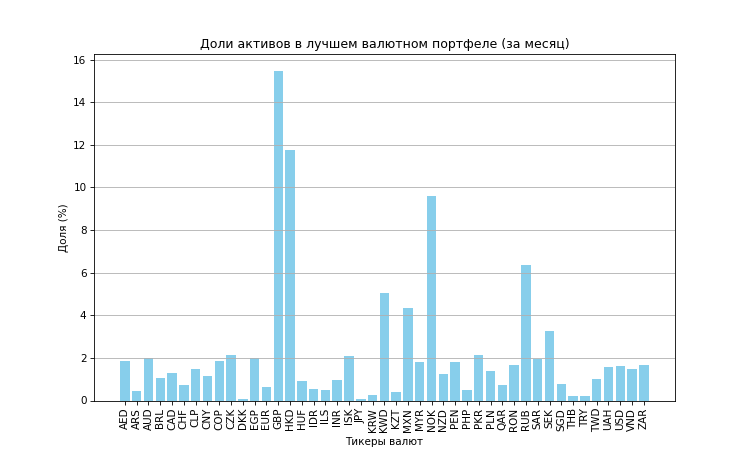 Доли активов в лучшем валютном портфеле (за месяц)
Доля (%)
16
14
12
10
8
6
4
2
0
AED ARS AUD BRL CAD CHF CLP CNY COP CZK DKK EGP EUR GBP HKD HUF IDR ILS INR ISK JPY KRW KWD KZT MXN MYR NOK NZD PEN PHP PKR PLN QAR RON RUB SAR SEK SGD THB TRY TWD UAH USD VND ZAR
Тикеры валют